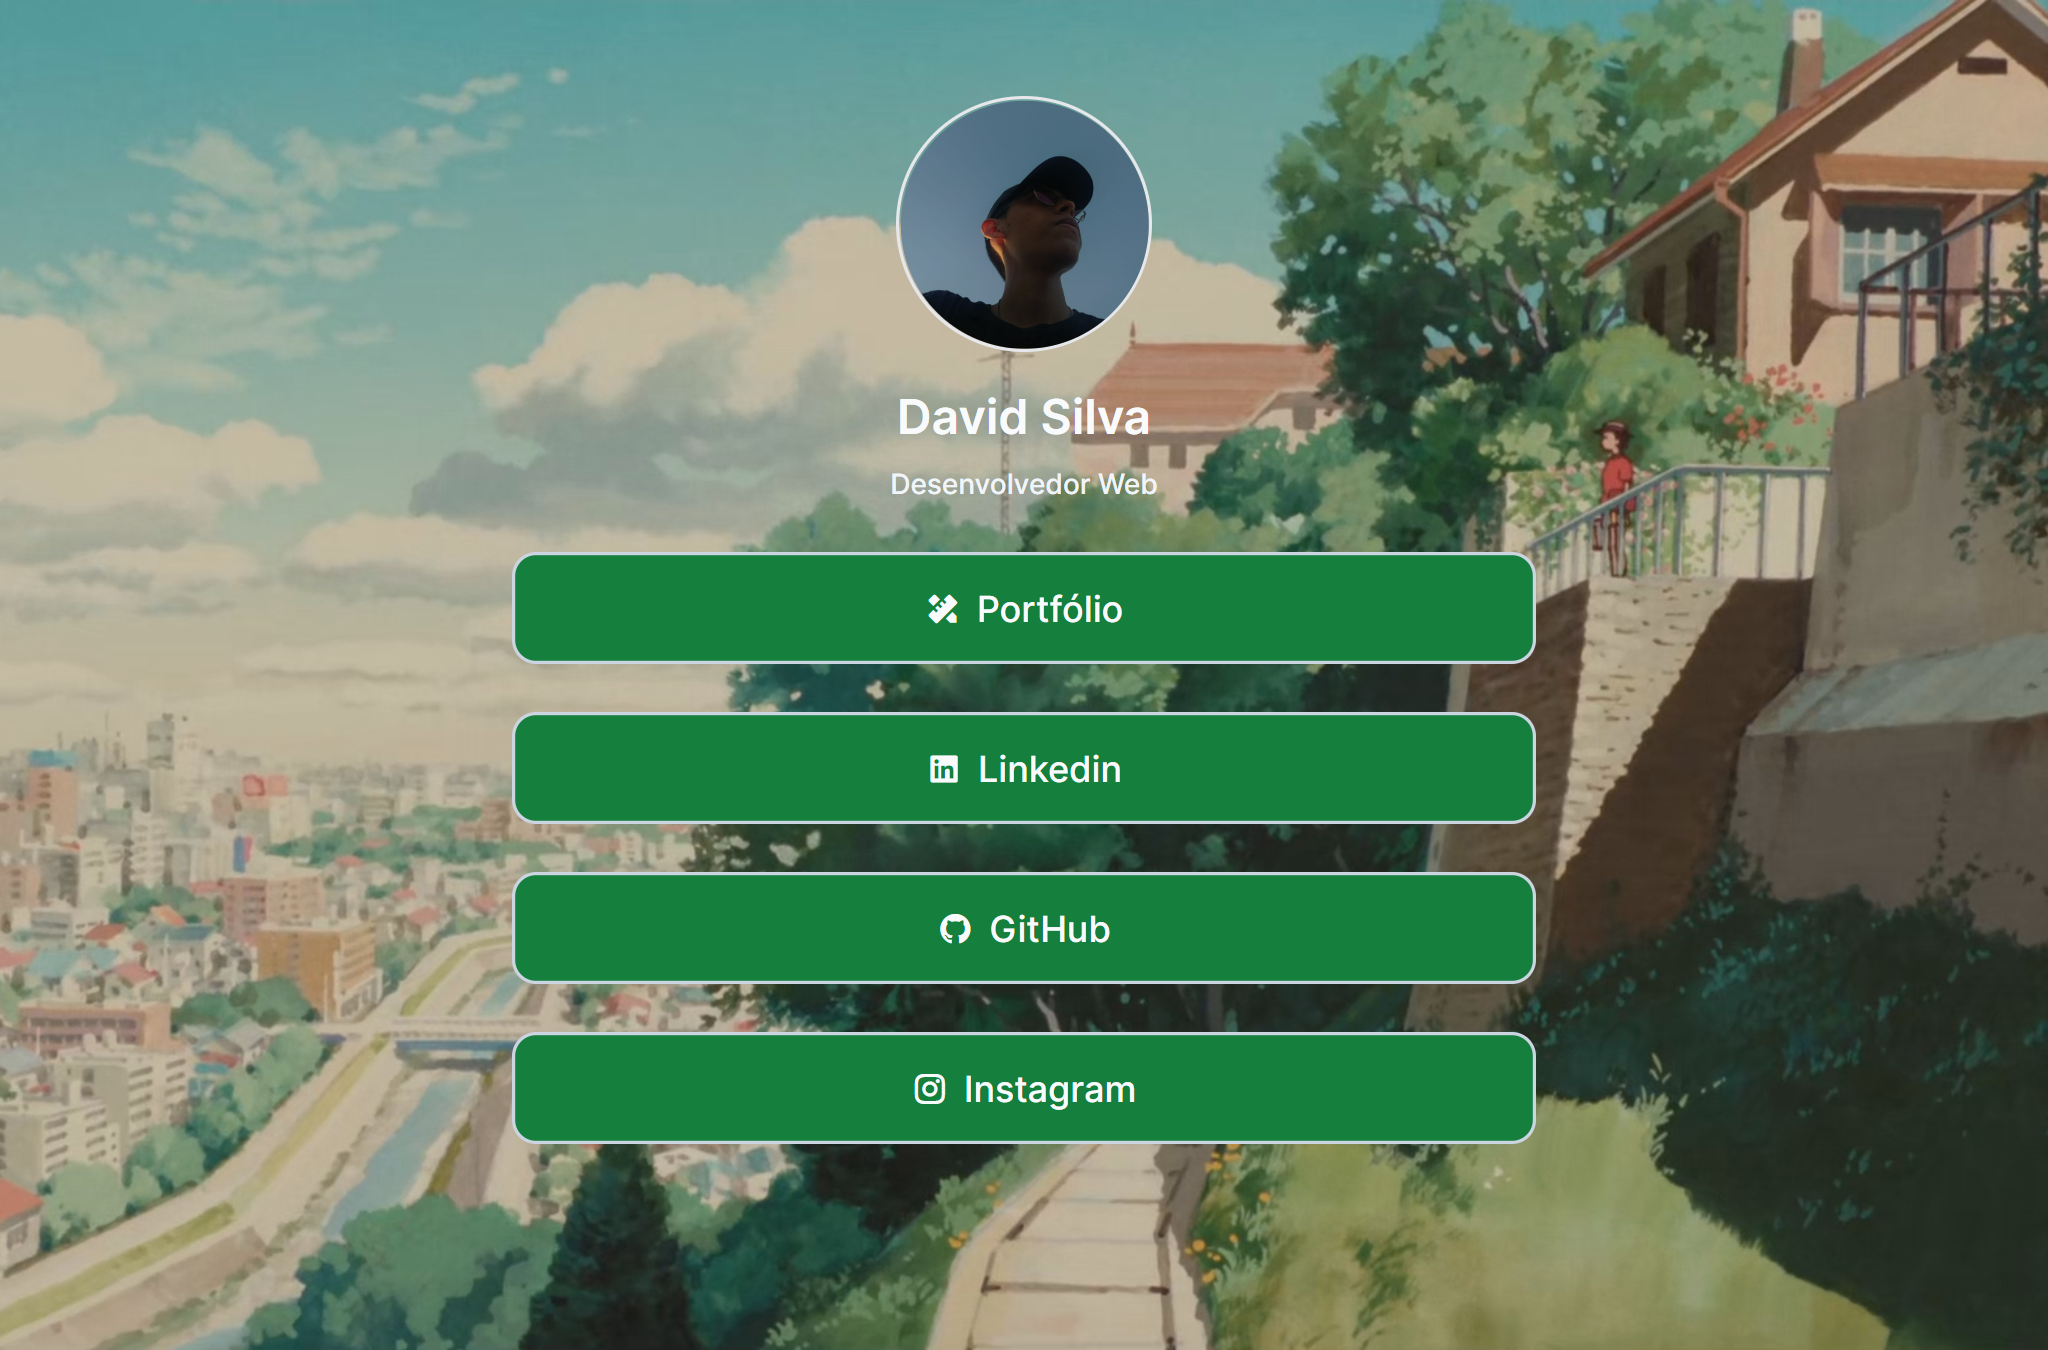 David Silva
Desenvolvedor Web
Portfólio
Linkedin
GitHub
Instagram